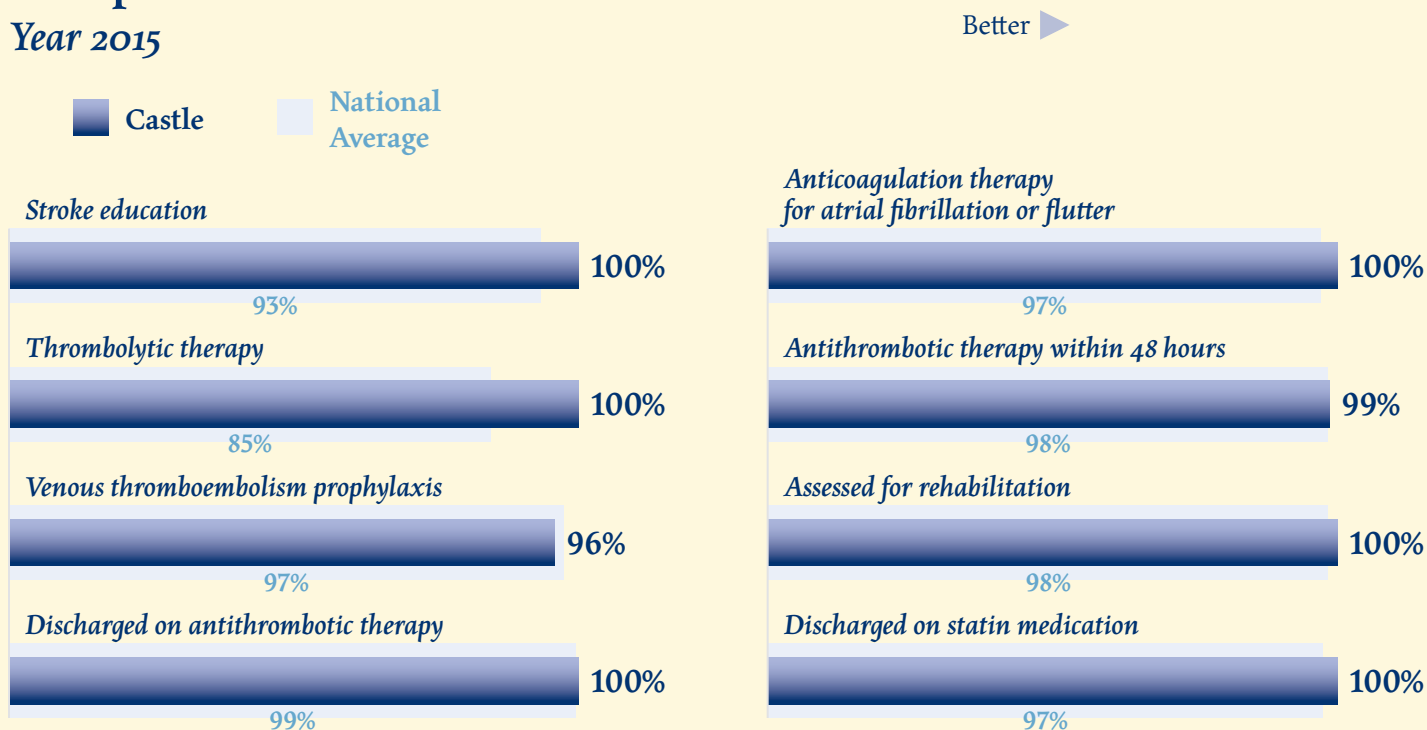 Year 2015
Better
Castle
National
Average
Stroke education
100%
93%
Thrombolytic therapy
100%
85%
Venous thromboembolism prophylaxis
96%
97%
Discharged on antithrombotic therapy
100%
99%
Anticoagulation therapy
for atrial fibrillation or flutter
100%
97%
Antithrombotic therapy within 48 hours
99%
98%
Assessed for rehabilitation
100%
98%
Discharged on statin medication
100%
97%